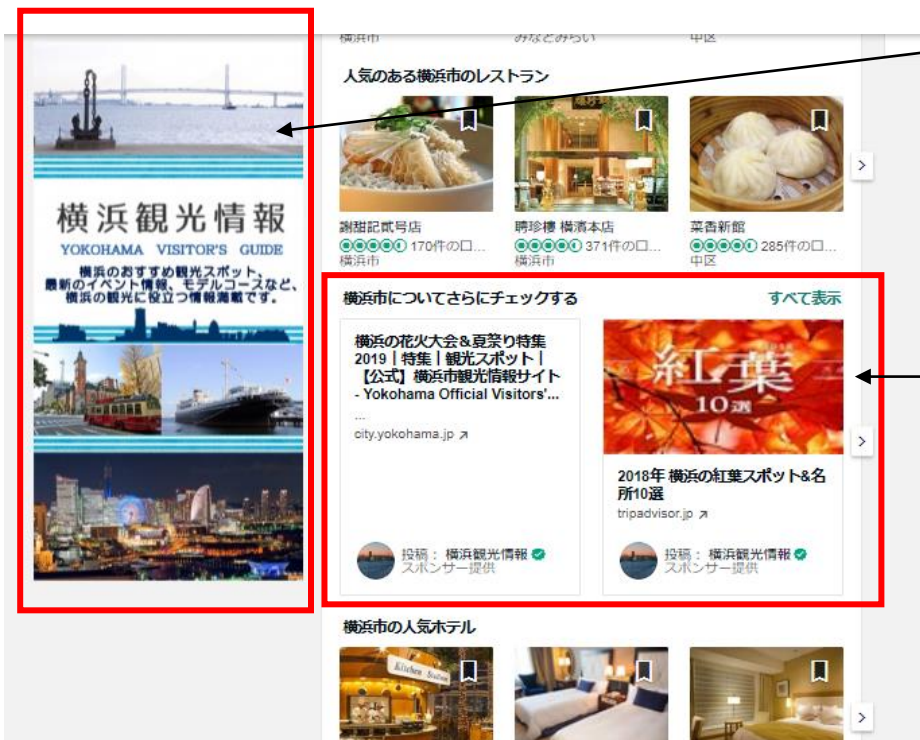 横浜市
みなとみらい
中区
人気のある横浜市のレストラン
謝甜記貮号店
170件の口...
横浜市
聘珍樓 横濱本店
371件の口...
横浜市
菜香新館
285件の口...
中区
横浜観光情報
YOKOHAMA VISITOR'S GUIDE
横浜のおすすめ観光スポット、
最新のイベント情報、モデルコースなど、
横浜の観光に役立つ情報満載です。
横浜市についてさらにチェックする
すべて表示
横浜の花火大会&夏祭り特集
2019|特集|観光スポット|
【公式】横浜市観光情報サイト
- Yokohama Official Visitors'...
...
city.yokohama.jp
投稿: 横浜観光情報
スポンサー提供
紅葉
10選
2018年 横浜の紅葉スポット&名
所10選
tripadvisor.jp
投稿: 横浜観光情報
スポンサー提供
横浜市の人気ホテル
Kitchen Station